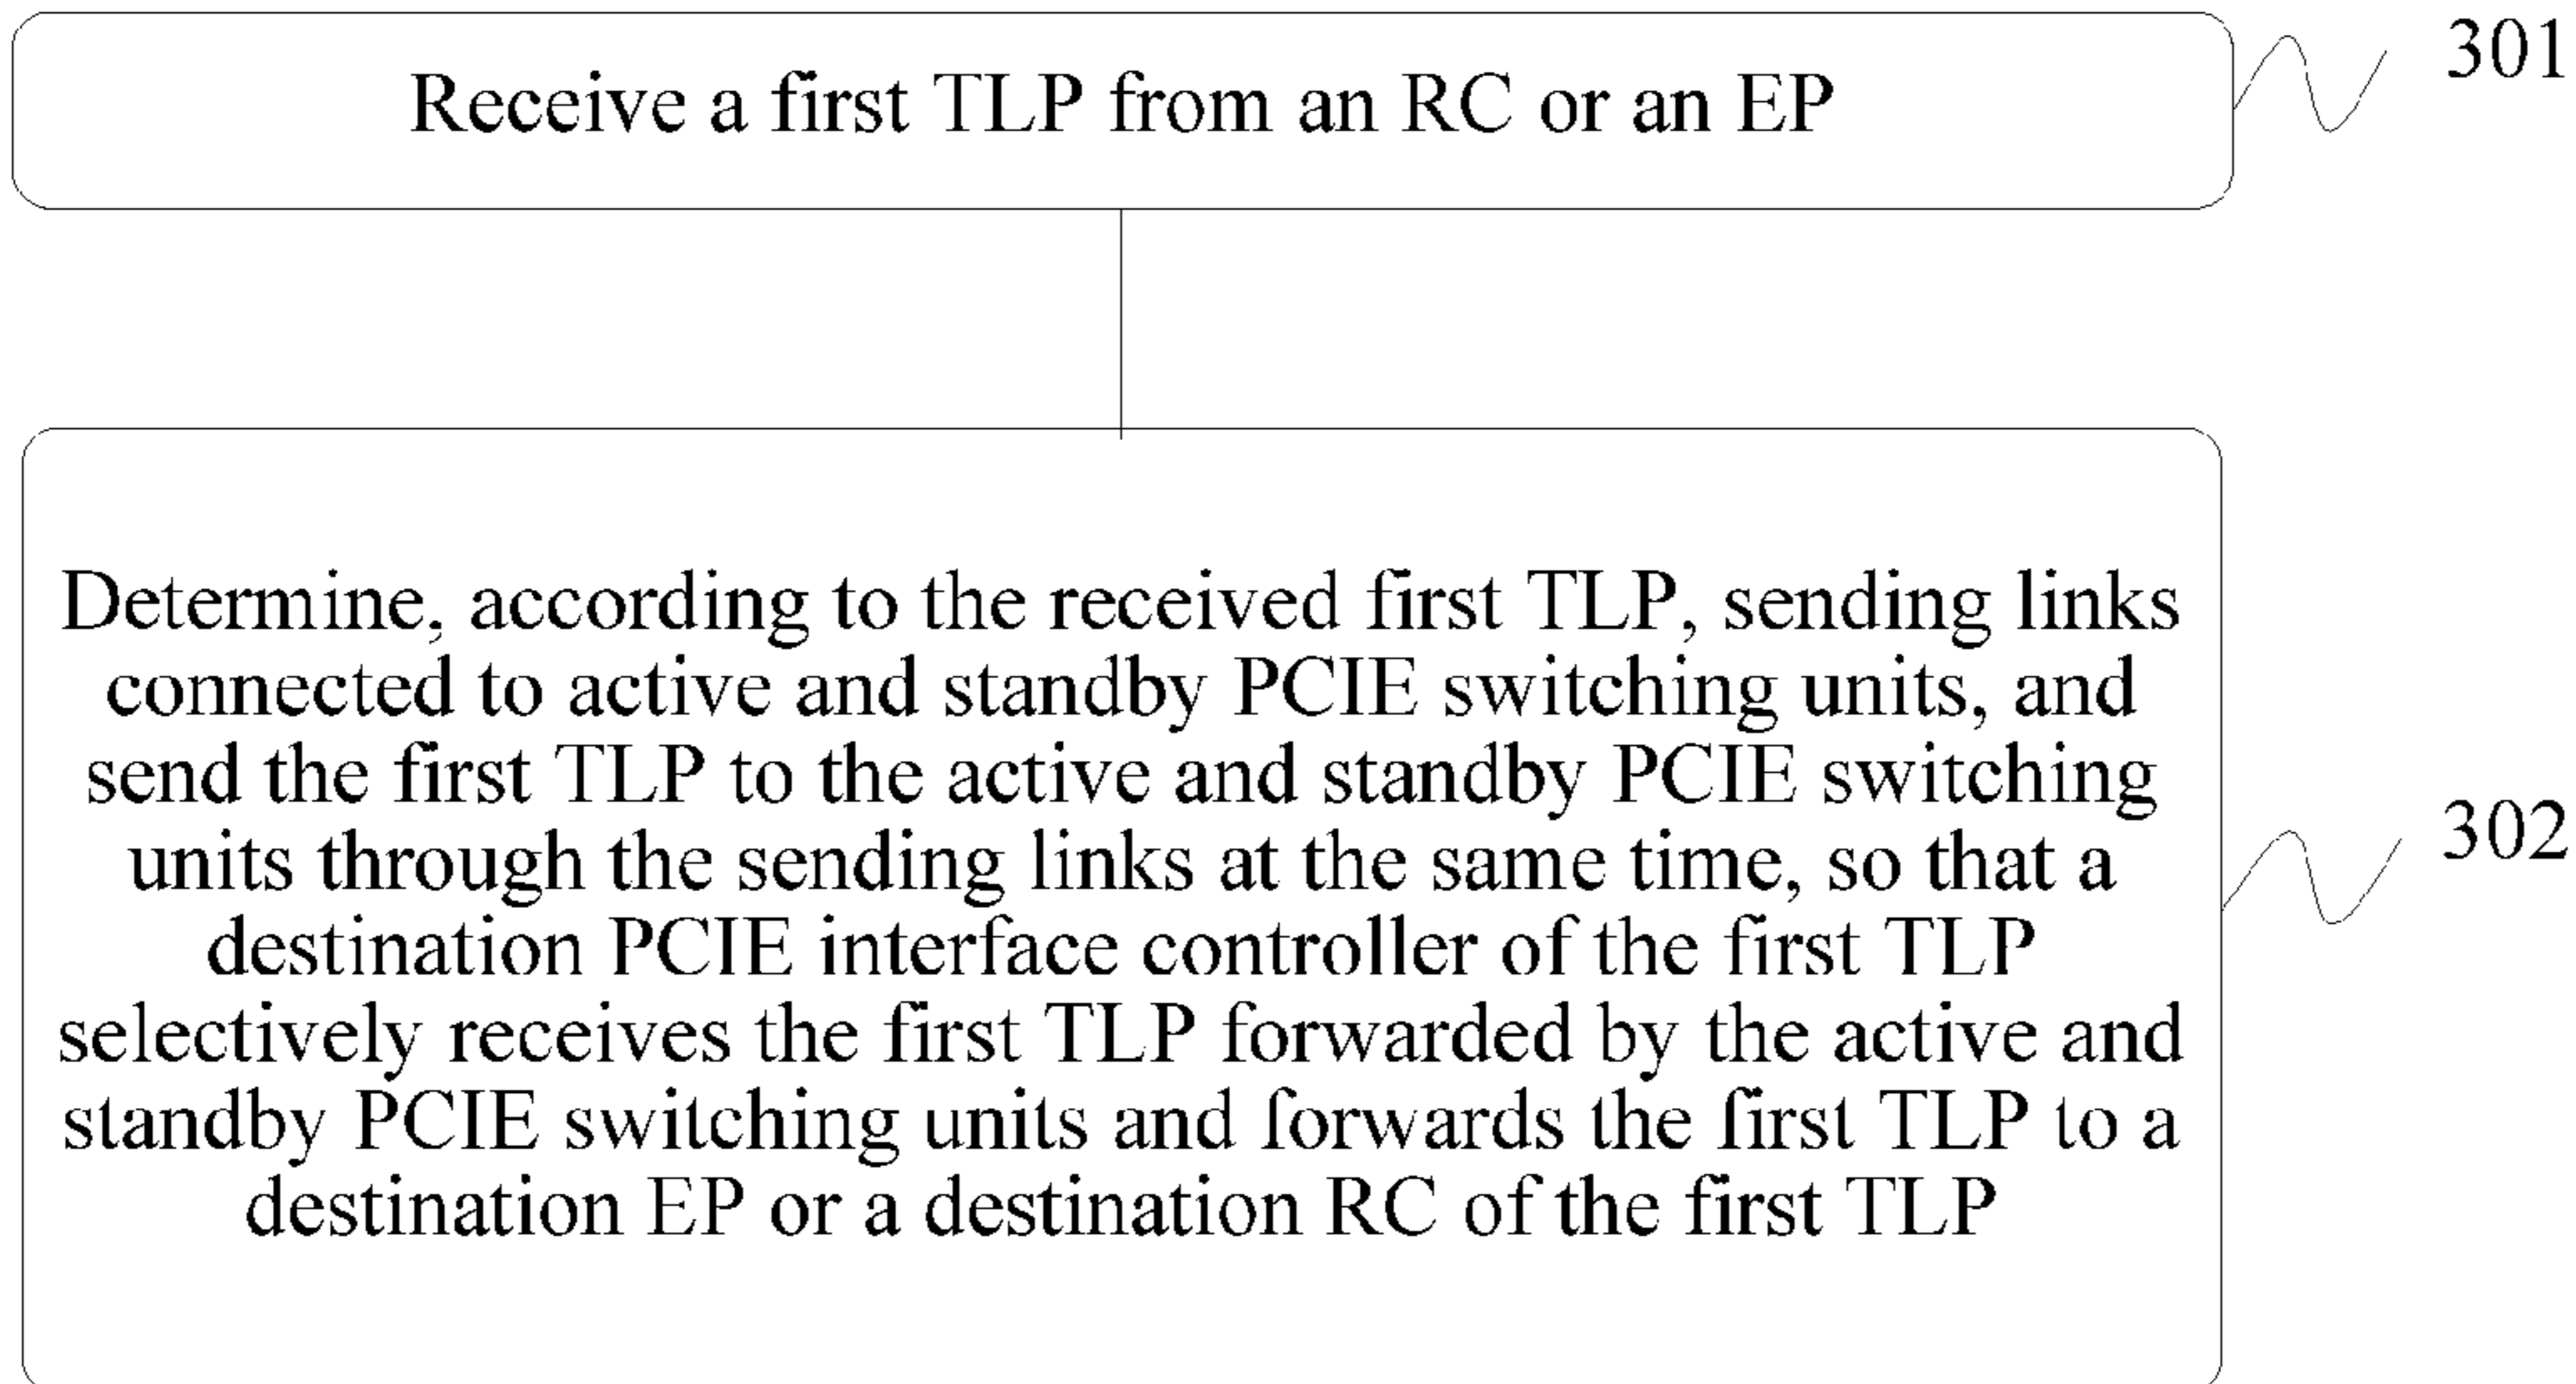 Receive a first TLP from an RC or an EP
301
Determine, according to the received first TLP, sending links
connected to active and standby PCIE switching units, and
send the first TLP to the active and standby PCIE switching
units through the sending links at the same time, so that a
destination PCIE interface controller of the first TLP
selectively receives the first TLP forwarded by the active and
standby PCIE switching units and forwards the first TLP to a
destination EP or a destination RC of the first TLP
302